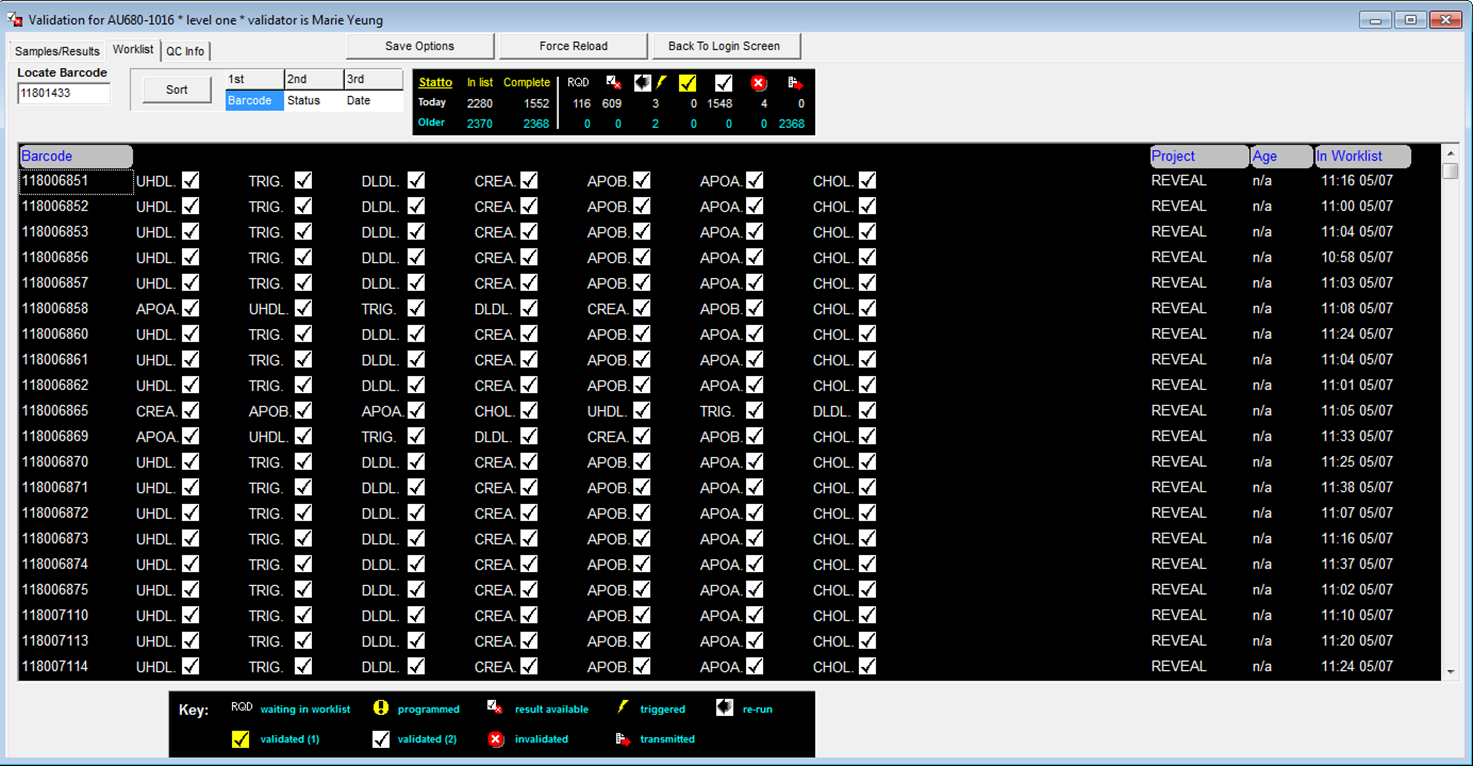 Validation for AU680-1016 * level one * validator is Marie Yeung
Samples/Results Worklist QC Info Save Options Force Reload Back To Login Screen
Locate Barcode
11801433
Sort
1st 2nd 3rd
Barcode Status Date
Statto In list Complete RQD
Today 2280 1552 116 609 3 0 1548 4 0
Older 2370 2368 0 0 2 0 0 0 2368
Barcode Project Age In Worklist
118006851 UHDL. TRIG. DLDL. CREA. APOB. APOA. CHOL. REVEAL n/a 11:16 05/07
118006852 UHDL. TRIG. DLDL. CREA. APOB. APOA. CHOL. REVEAL n/a 11:00 05/07
118006853 UHDL. TRIG. DLDL. CREA. APOB. APOA. CHOL. REVEAL n/a 11:04 05/07
118006856 UHDL. TRIG. DLDL. CREA. APOB. APOA. CHOL. REVEAL n/a 10:58 05/07
118006857 UHDL. TRIG. DLDL. CREA. APOB. APOA. CHOL. REVEAL n/a 11:03 05/07
118006858 APOA. UHDL. TRIG. DLDL. CREA. APOB. CHOL. REVEAL n/a 11:08 05/07
118006860 UHDL. TRIG. DLDL. CREA. APOB. APOA. CHOL. REVEAL n/a 11:24 05/07
118006861 UHDL. TRIG. DLDL. CREA. APOB. APOA. CHOL. REVEAL n/a 11:04 05/07
118006862 UHDL. TRIG. DLDL. CREA. APOB. APOA. CHOL. REVEAL n/a 11:01 05/07
118006865 CREA. APOB. APOA. CHOL. UHDL. TRIG. DLDL. REVEAL n/a 11:05 05/07
118006869 APOA. UHDL. TRIG. DLDL. CREA. APOB. CHOL. REVEAL n/a 11:33 05/07
118006870 UHDL. TRIG. DLDL. CREA. APOB. APOA. CHOL. REVEAL n/a 11:25 05/07
118006871 UHDL. TRIG. DLDL. CREA. APOB. APOA. CHOL. REVEAL n/a 11:38 05/07
118006872 UHDL. TRIG. DLDL. CREA. APOB. APOA. CHOL. REVEAL n/a 11:07 05/07
118006873 UHDL. TRIG. DLDL. CREA. APOB. APOA. CHOL. REVEAL n/a 11:16 05/07
118006874 UHDL. TRIG. DLDL. CREA. APOB. APOA. CHOL. REVEAL n/a 11:37 05/07
118006875 UHDL. TRIG. DLDL. CREA. APOB. APOA. CHOL. REVEAL n/a 11:02 05/07
118007110 UHDL. TRIG. DLDL. CREA. APOB. APOA. CHOL. REVEAL n/a 11:10 05/07
118007113 UHDL. TRIG. DLDL. CREA. APOB. APOA. CHOL. REVEAL n/a 11:20 05/07
118007114 UHDL. TRIG. DLDL. CREA. APOB. APOA. CHOL. REVEAL n/a 11:24 05/07
Key: RQD waiting in worklist programmed result available triggered re-run
validated (1) validated (2) invalidated transmitted